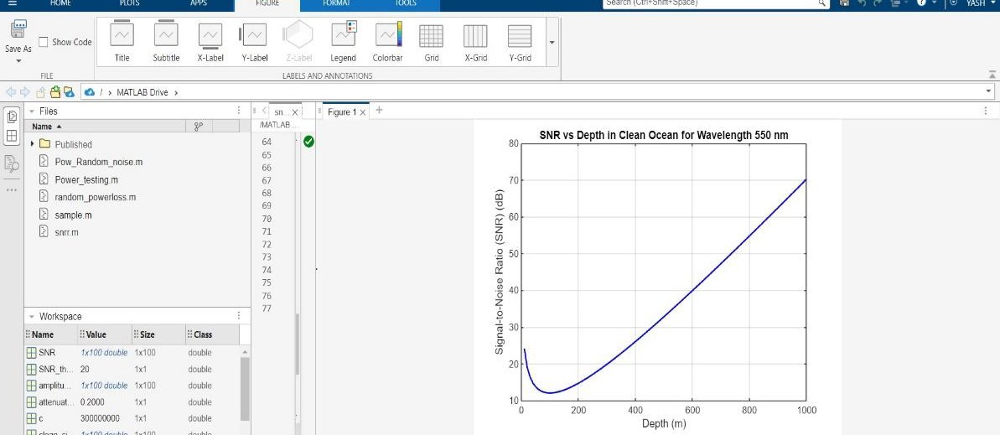 HOME PLOTS APPS FIGURE FORMAT TOOLS Search (Ctrl+Shift+Space) YASH
Save As Show Code Title Subtitle X-Label Y-Label Z-Label Legend Colorbar Grid X-Grid Y-Grid
FILE LABELS AND ANNOTATIONS
/ › MATLAB Drive ›
Files
Name
Published
Pow_Random_noise.m
Power_testing.m
random_powerloss.m
sample.m
snrr.m
Workspace
Name Value Size Class
SNR 1x100 double 1x100 double
SNR_th... 20 1x1 double
amplitu... 1x100 double 1x100 double
attenuat... 0.2000 1x1 double
c 300000000 1x1 double
1x100 double 1x100 double
sn...
/MATLAB ...
64
65
66
67
68
69
70
71
72
73
74
75
76
77
Figure 1
SNR vs Depth in Clean Ocean for Wavelength 550 nm
Signal-to-Noise Ratio (SNR) (dB)
80
70
60
50
40
30
20
10
0 200 400 600 800 1000
Depth (m)